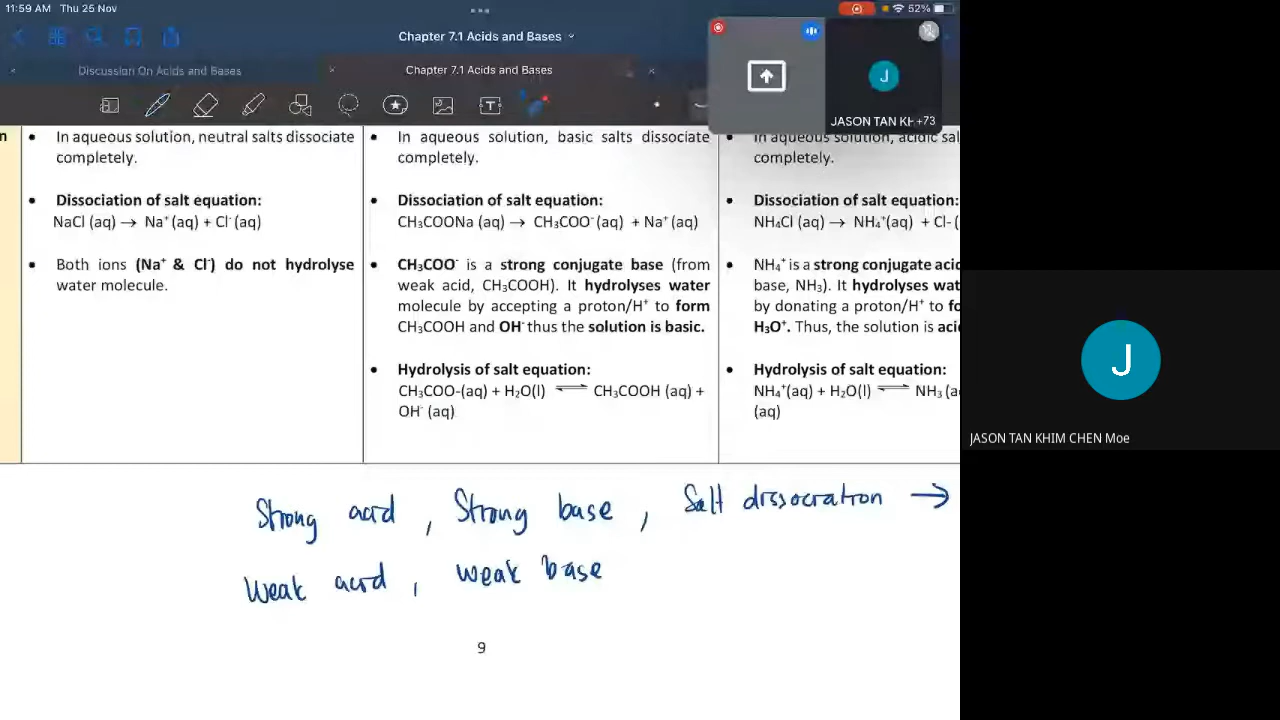 11:59 AM Thu 25 Nov
52%
Chapter 7.1 Acids and Bases
Discussion On Acids and Bases
Chapter 7.1 Acids and Bases
J
JASON TAN KH +73
n
• In aqueous solution, neutral salts dissociate
completely.
• Dissociation of salt equation:
NaCl (aq) → Na⁺ (aq) + Cl⁻ (aq)
• Both ions (Na⁺ & Cl⁻) do not hydrolyse
water molecule.
• In aqueous solution, basic salts dissociate
completely.
• Dissociation of salt equation:
CH₃COONa (aq) → CH₃COO⁻ (aq) + Na⁺ (aq)
• CH₃COO⁻ is a strong conjugate base (from
weak acid, CH₃COOH). It hydrolyses water
molecule by accepting a proton/H⁺ to form
CH₃COOH and OH⁻ thus the solution is basic.
• Hydrolysis of salt equation:
CH₃COO-(aq) + H₂O(l) ⇌ CH₃COOH (aq) +
OH⁻ (aq)
• In aqueous solution, acidic sal
completely.
• Dissociation of salt equation:
NH₄Cl (aq) → NH₄⁺(aq) + Cl- (
• NH₄⁺ is a strong conjugate acid
base, NH₃). It hydrolyses wat
by donating a proton/H⁺ to fo
H₃O⁺. Thus, the solution is acid
• Hydrolysis of salt equation:
NH₄⁺(aq) + H₂O(l) ⇌ NH₃ (a
(aq)
Strong acid , Strong base , Salt dissociation →
Weak acid , weak base
9
J
JASON TAN KHIM CHEN Moe